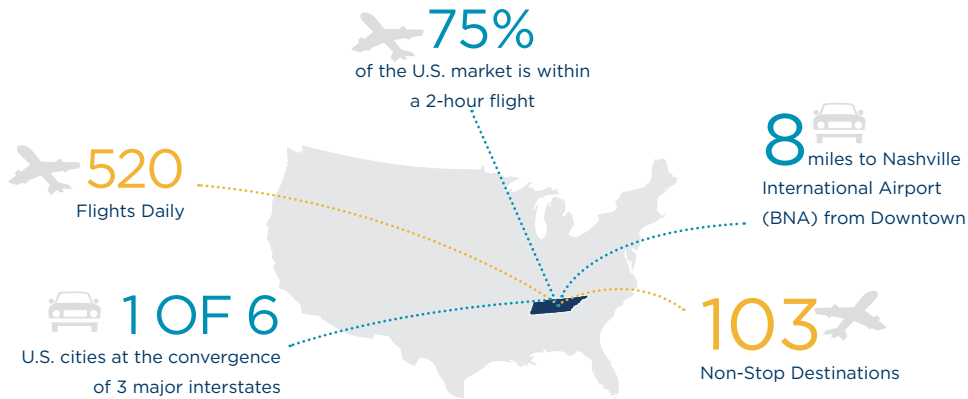 75%
of the U.S. market is within
a 2-hour flight
520
Flights Daily
8 miles to Nashville
International Airport
(BNA) from Downtown
1 OF 6
U.S. cities at the convergence
of 3 major interstates
103
Non-Stop Destinations